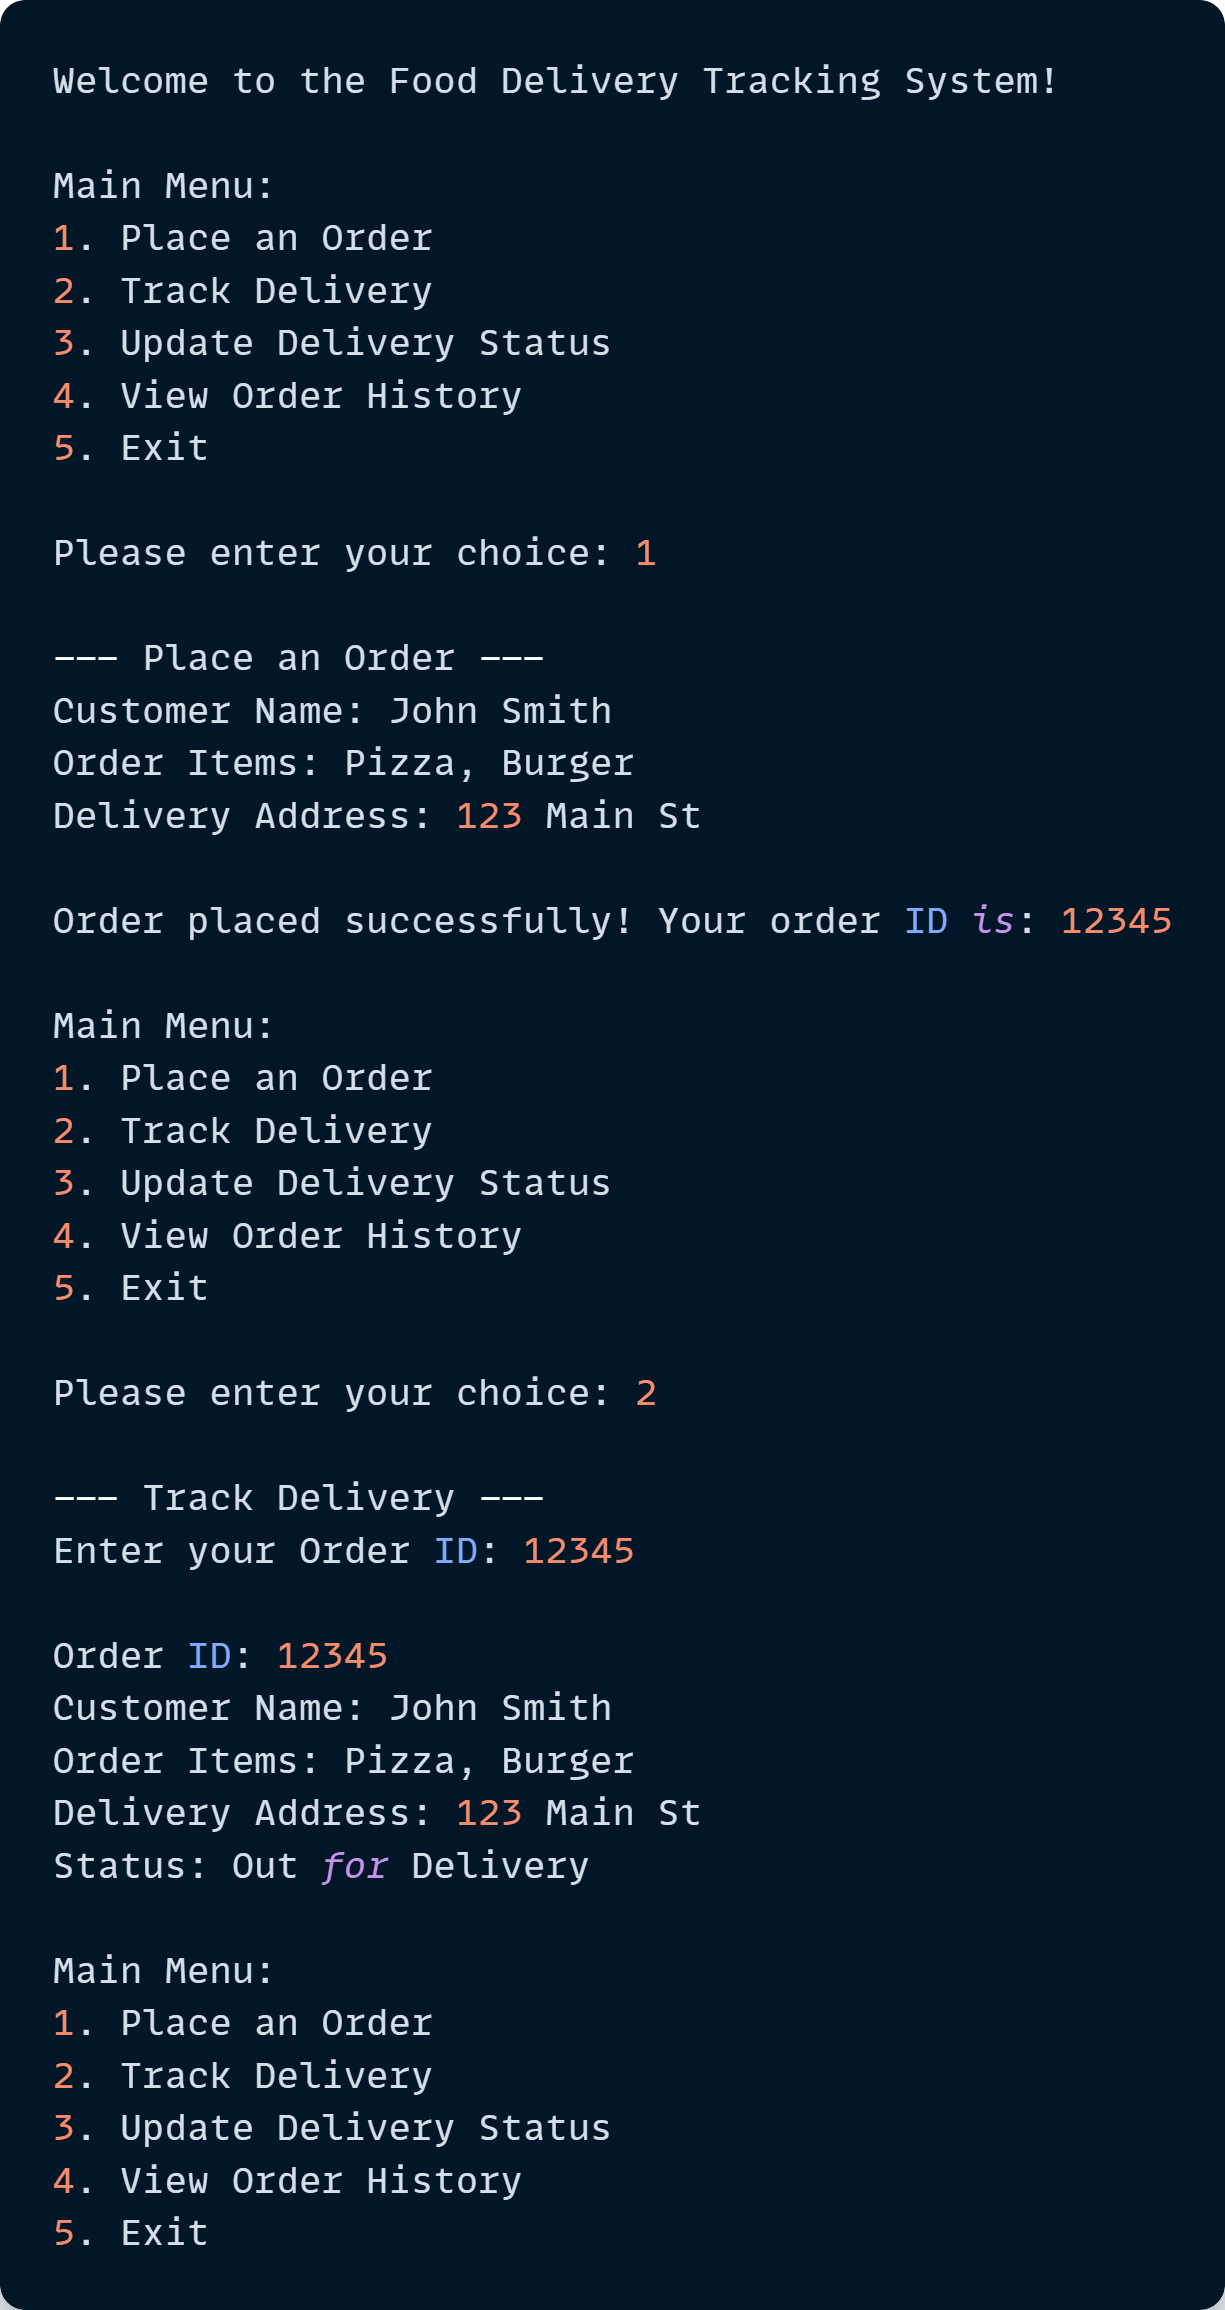 Welcome to the Food Delivery Tracking System!
Main Menu:
1. Place an Order
2. Track Delivery
3. Update Delivery Status
4. View Order History
5. Exit
Please enter your choice: 1
--- Place an Order ---
Customer Name: John Smith
Order Items: Pizza, Burger
Delivery Address: 123 Main St
Order placed successfully! Your order ID is: 12345
Main Menu:
1. Place an Order
2. Track Delivery
3. Update Delivery Status
4. View Order History
5. Exit
Please enter your choice: 2
--- Track Delivery ---
Enter your Order ID: 12345
Order ID: 12345
Customer Name: John Smith
Order Items: Pizza, Burger
Delivery Address: 123 Main St
Status: Out for Delivery
Main Menu:
1. Place an Order
2. Track Delivery
3. Update Delivery Status
4. View Order History
5. Exit